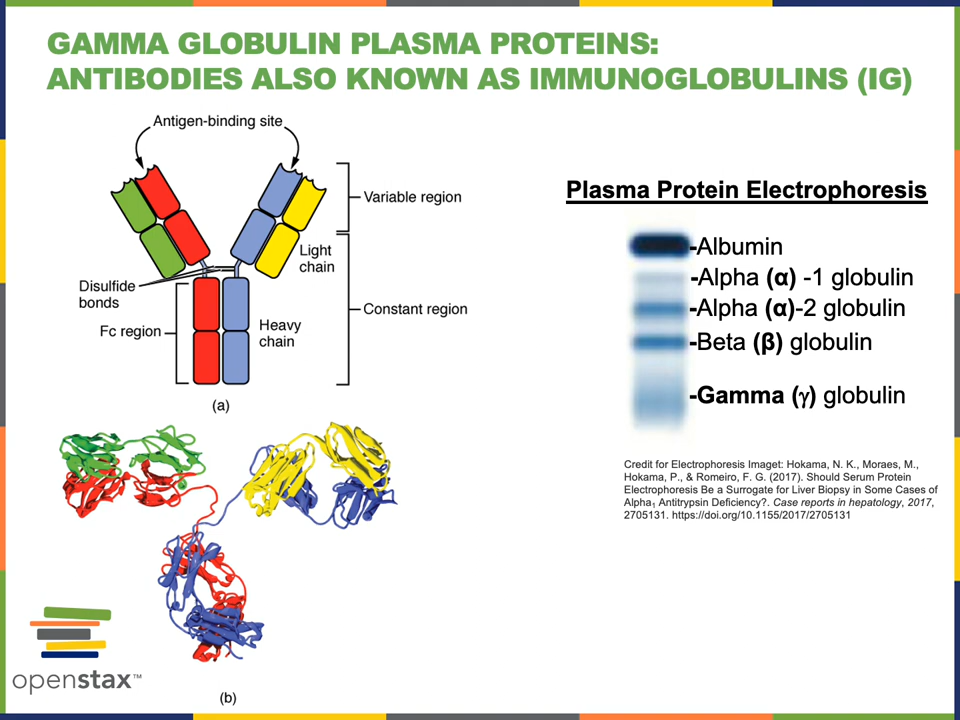 GAMMA GLOBULIN PLASMA PROTEINS:
ANTIBODIES ALSO KNOWN AS IMMUNOGLOBULINS (IG)
Antigen-binding site
Variable region
Light
chain
Disulfide
bonds
Constant region
Fc region
Heavy
chain
(a)
(b)
Plasma Protein Electrophoresis
-Albumin
-Alpha (α) -1 globulin
-Alpha (α)-2 globulin
-Beta (β) globulin
-Gamma (γ) globulin
Credit for Electrophoresis Imaget: Hokama, N. K., Moraes, M.,
Hokama, P., & Romeiro, F. G. (2017). Should Serum Protein
Electrophoresis Be a Surrogate for Liver Biopsy in Some Cases of
Alpha₁ Antitrypsin Deficiency?. Case reports in hepatology, 2017,
2705131. https://doi.org/10.1155/2017/2705131
openstax™